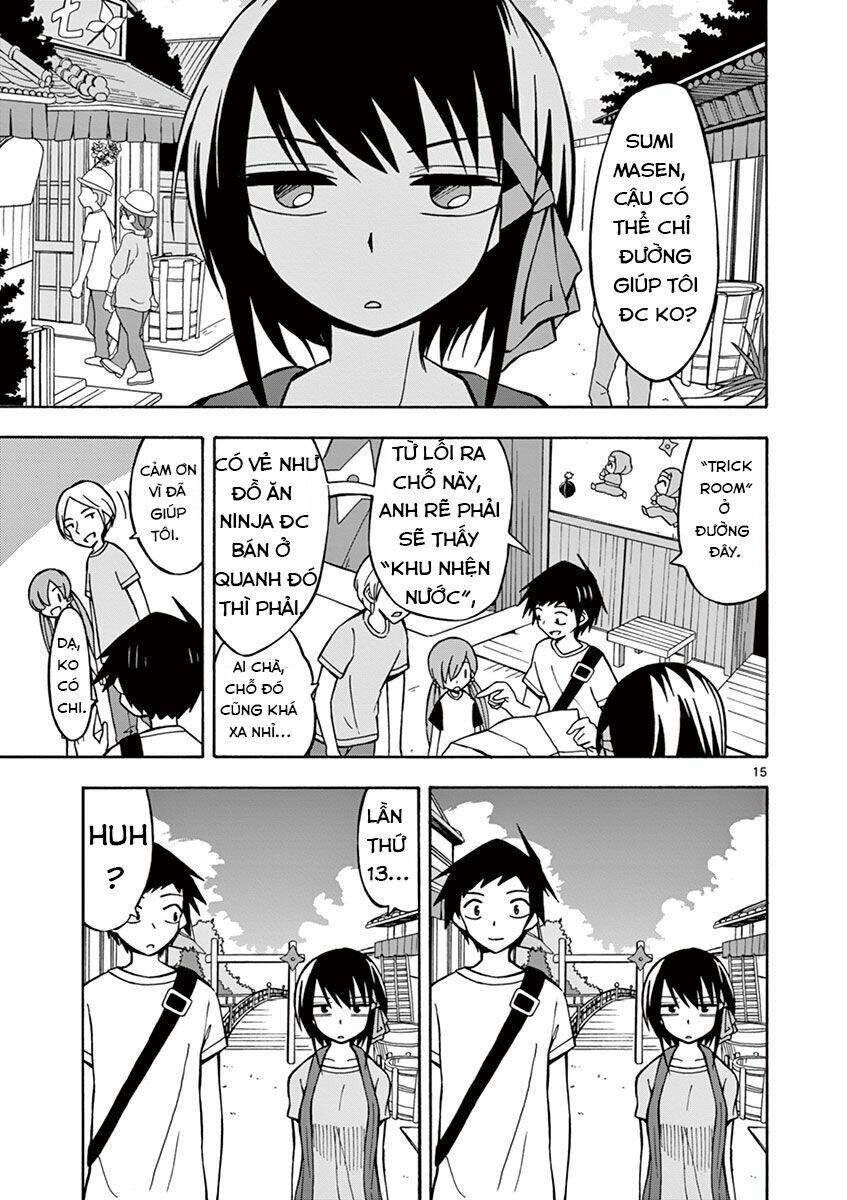 七
SUMI
MASEN,
CẬU CÓ
THỂ CHỈ
ĐƯỜNG
GIÚP TÔI
ĐC KO?
"TRICK
ROOM"
Ở
ĐƯỜNG
ĐÂY.
TỪ LỐI RA
CHỖ NÀY,
ANH RẼ PHẢI
SẼ THẤY
"KHU NHỆN
NƯỚC",
CÓ VẺ NHƯ
ĐỒ ĂN
NINJA ĐC
BÁN Ở
QUANH ĐÓ
THÌ PHẢI.
AI CHÀ,
CHỖ ĐÓ
CŨNG KHÁ
XA NHỈ...
CẢM ƠN
VÌ ĐÃ
GIÚP
TÔI.
DẠ,
KO
CÓ
CHI.
15
LẦN
THỨ
13...
HUH
?